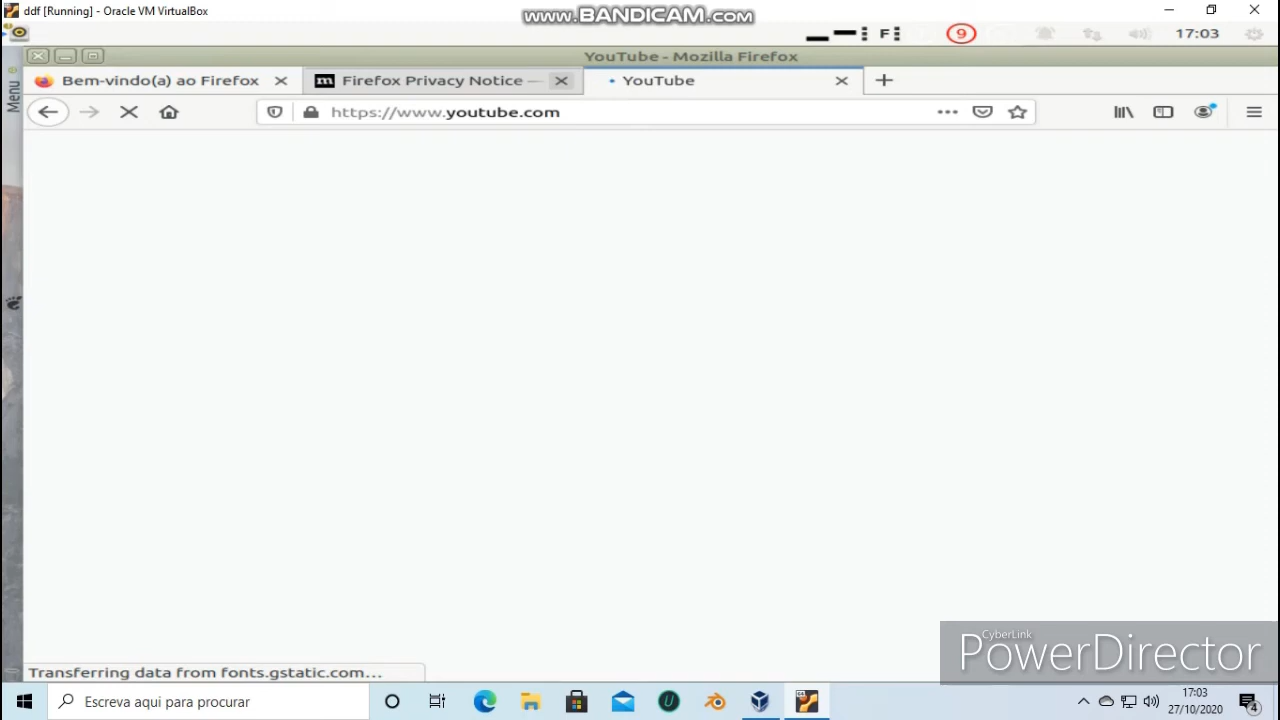 ddf [Running] - Oracle VM VirtualBox
www.BANDICAM.com
F
9
17:03
YouTube - Mozilla Firefox
Menu
Bem-vindo(a) ao Firefox
m Firefox Privacy Notice —
YouTube
https://www.youtube.com
CyberLink
PowerDirector
Transferring data from fonts.gstatic.com...
Eseveva aqui para procurar
17:03
27/10/2020
4